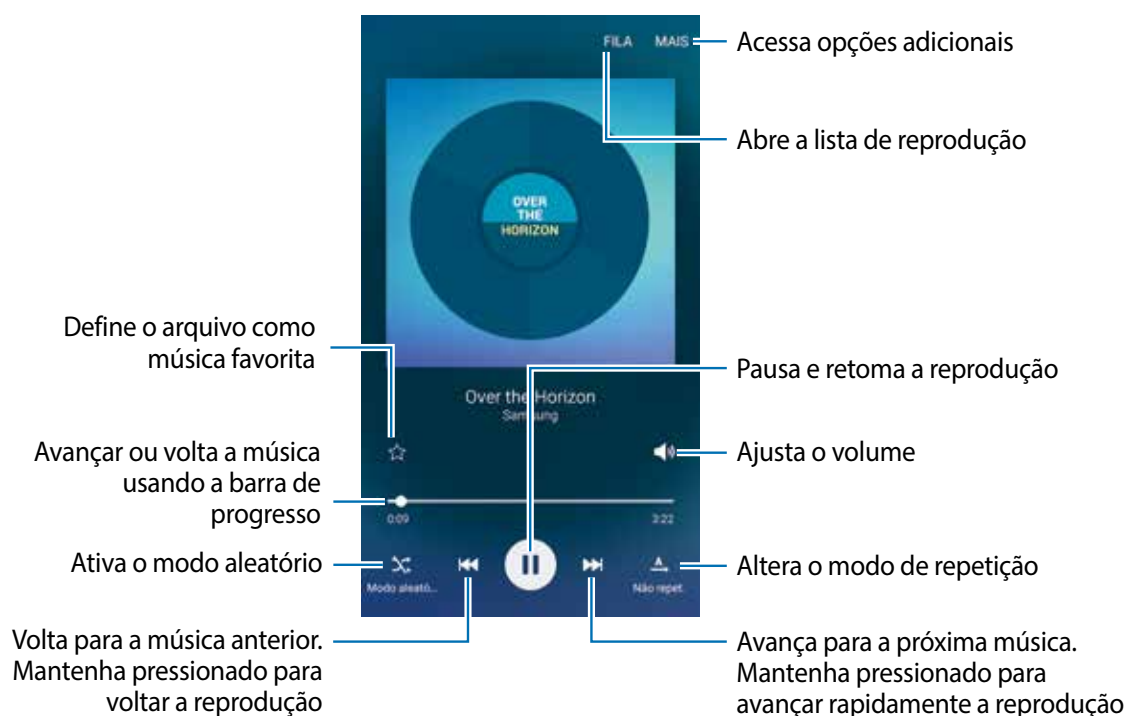 FILA MAIS
Acessa opções adicionais
Abre a lista de reprodução
OVER
THE
HORIZON
Define o arquivo como
música favorita
Pausa e retoma a reprodução
Over the Horizon
Samsung
Avançar ou volta a música
usando a barra de
progresso
Ajusta o volume
0:09 3:22
Ativa o modo aleatório
Modo aleató... Não repet.
Altera o modo de repetição
Volta para a música anterior.
Mantenha pressionado para
voltar a reprodução
Avança para a próxima música.
Mantenha pressionado para
avançar rapidamente a reprodução